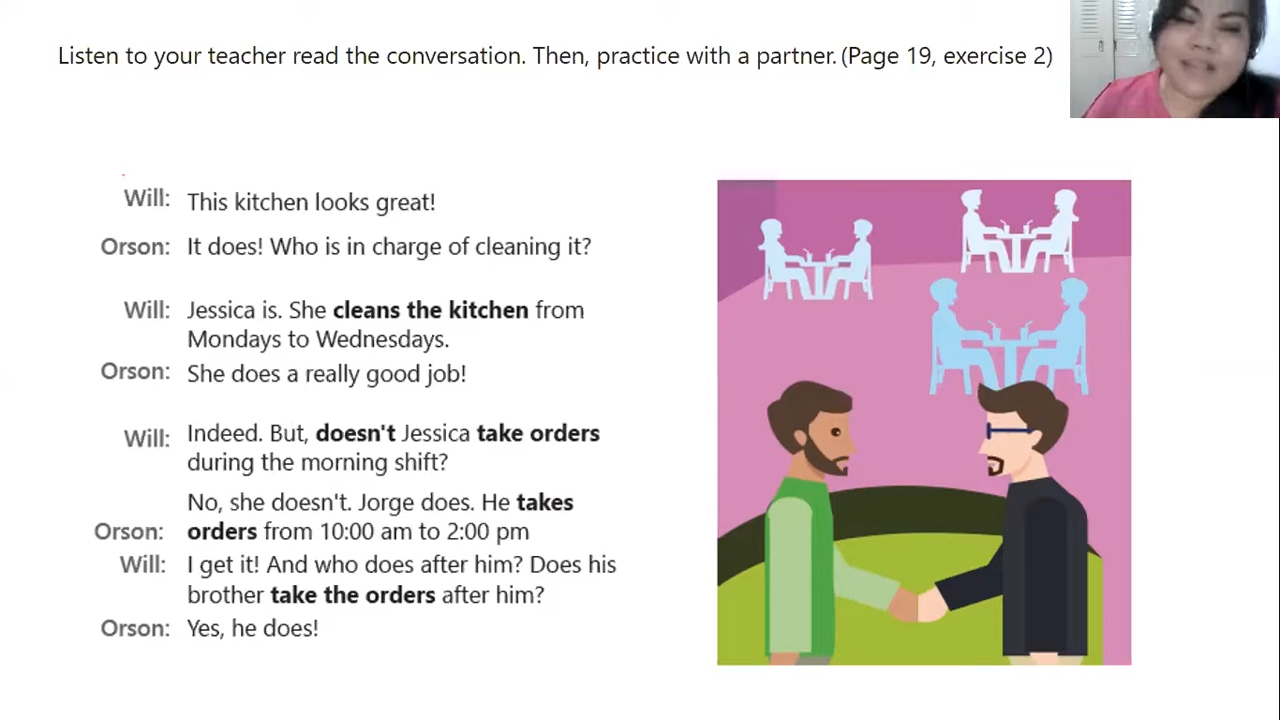 Listen to your teacher read the conversation. Then, practice with a partner. (Page 19, exercise 2)
Will: This kitchen looks great!
Orson: It does! Who is in charge of cleaning it?
Will: Jessica is. She cleans the kitchen from
Mondays to Wednesdays.
Orson: She does a really good job!
Will: Indeed. But, doesn't Jessica take orders
during the morning shift?
No, she doesn't. Jorge does. He takes
Orson: orders from 10:00 am to 2:00 pm
Will: I get it! And who does after him? Does his
brother take the orders after him?
Orson: Yes, he does!